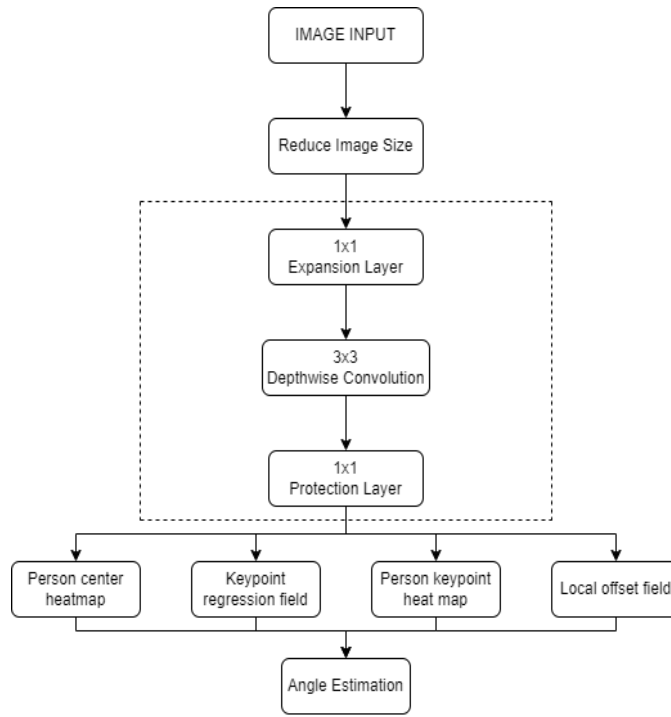 IMAGE INPUT
Reduce Image Size
1x1
Expansion Layer
3x3
Depthwise Convolution
1x1
Protection Layer
Person center
heatmap
Keypoint
regression field
Person keypoint
heat map
Local offset field
Angle Estimation